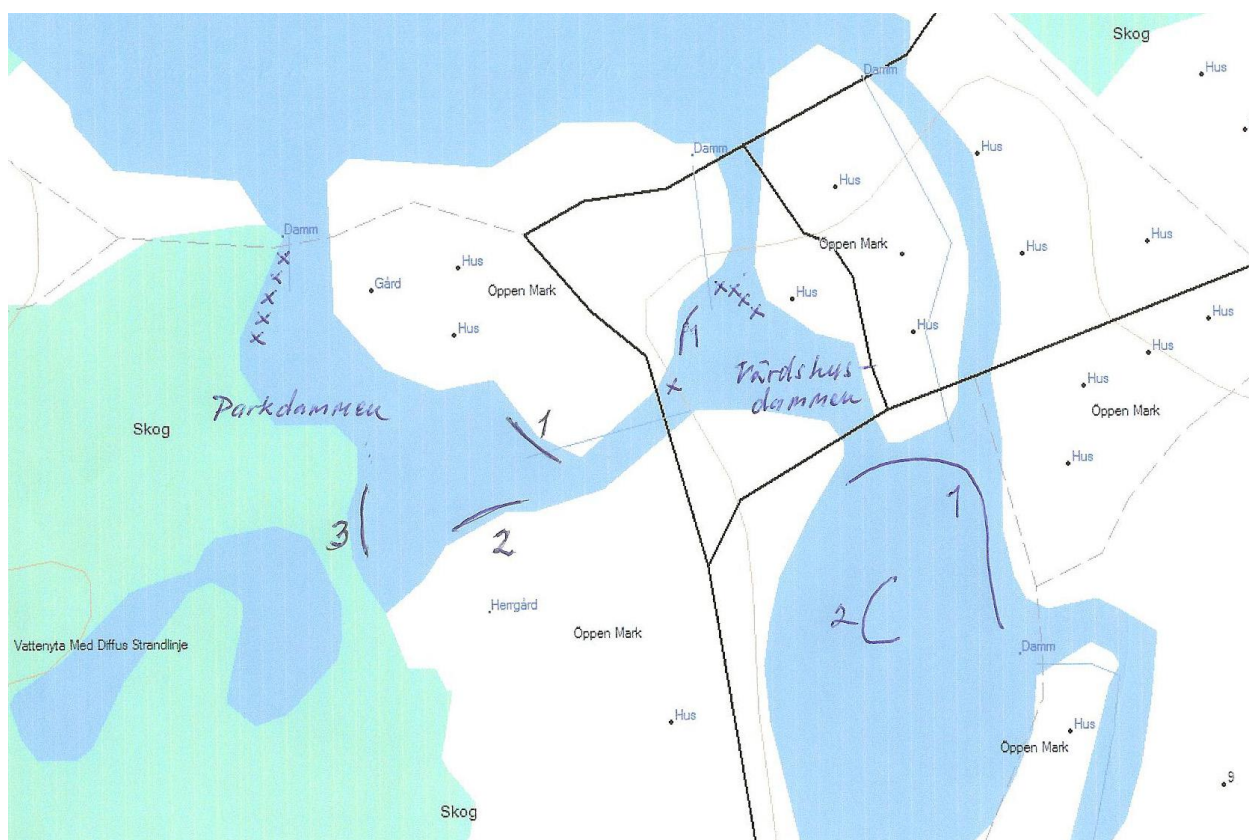 Skog
Hus
Damm
Damm
Hus
Hus
Damm
Hus
Öppen Mark
Hus
Hus
Gård
Öppen Mark
Hus
Hus
Hus
Hus
Hus
Hus
Värdshus
dammen
Hus
Öppen Mark
Parkdammen
1
Skog
Hus
1
3
2
Herrgård
2
Öppen Mark
Vattenyta Med Diffus Strandlinje
Damm
Hus
Hus
Öppen Mark
9
Skog